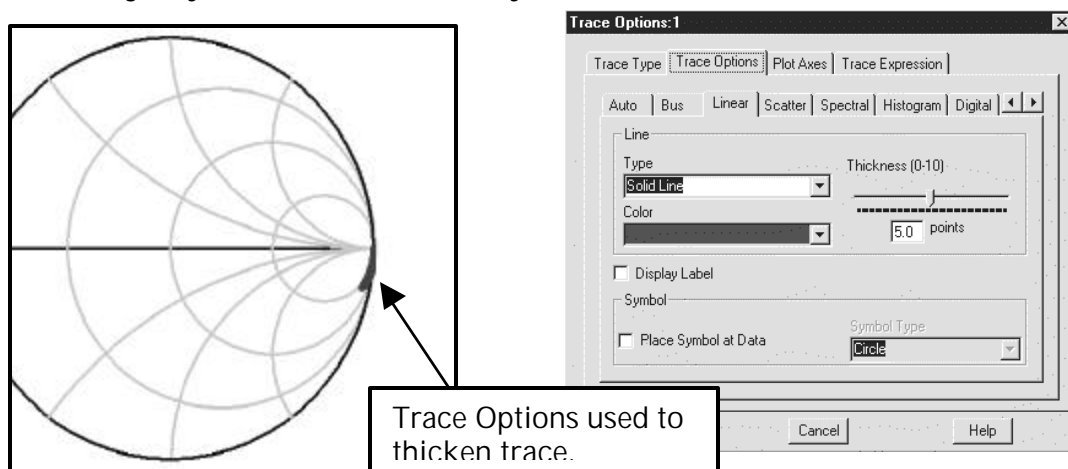 Trace Options:1
Trace Type Trace Options Plot Axes Trace Expression
Auto Bus Linear Scatter Spectral Histogram Digital
Line
Type
Thickness (0-10)
Solid Line
Color
5.0 points
Display Label
Symbol
Place Symbol at Data
Symbol Type
Circle
Cancel Help
Trace Options used to
thicken trace.